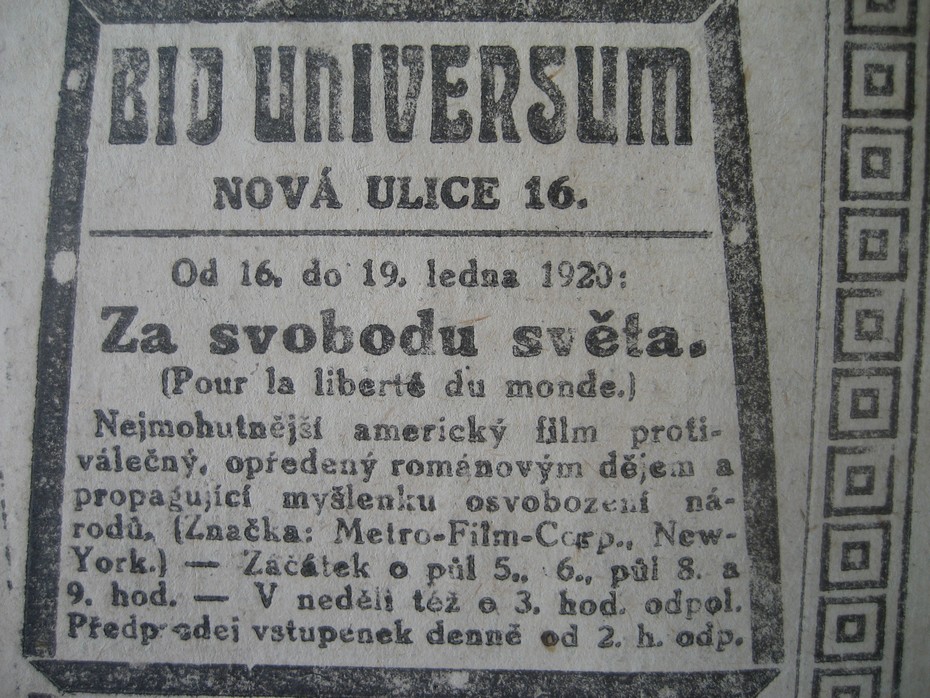 BIO UNIVERSUM
NOVÁ ULICE 16.
Od 16. do 19. ledna 1920:
Za svobodu světa.
(Pour la liberté du monde.)
Nejmohutnější americký film proti-
válečný, opředený románovým dějem a
propagující myšlenku osvobození ná-
rodů. (Značka: Metro-Film-Corp., New-
York.) — Začátek o půl 5., 6., půl 8. a
9. hod. — V neděli též o 3. hod. odpol.
Předprodej vstupenek denně od 2. h. odp.